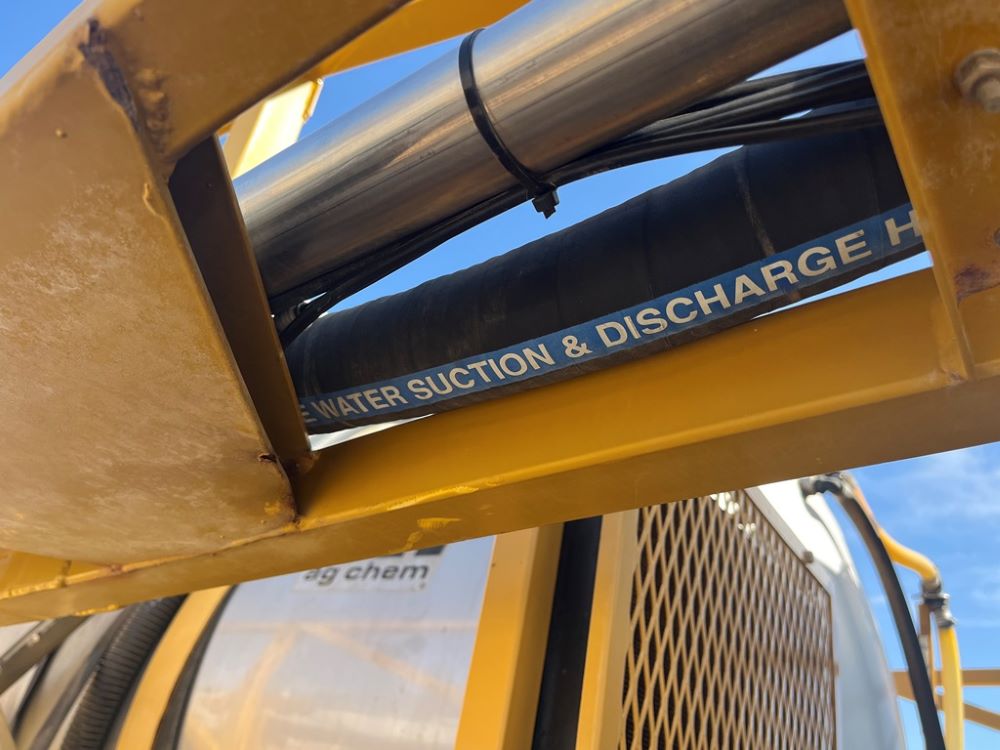 E WATER SUCTION & DISCHARGE H
ag chem